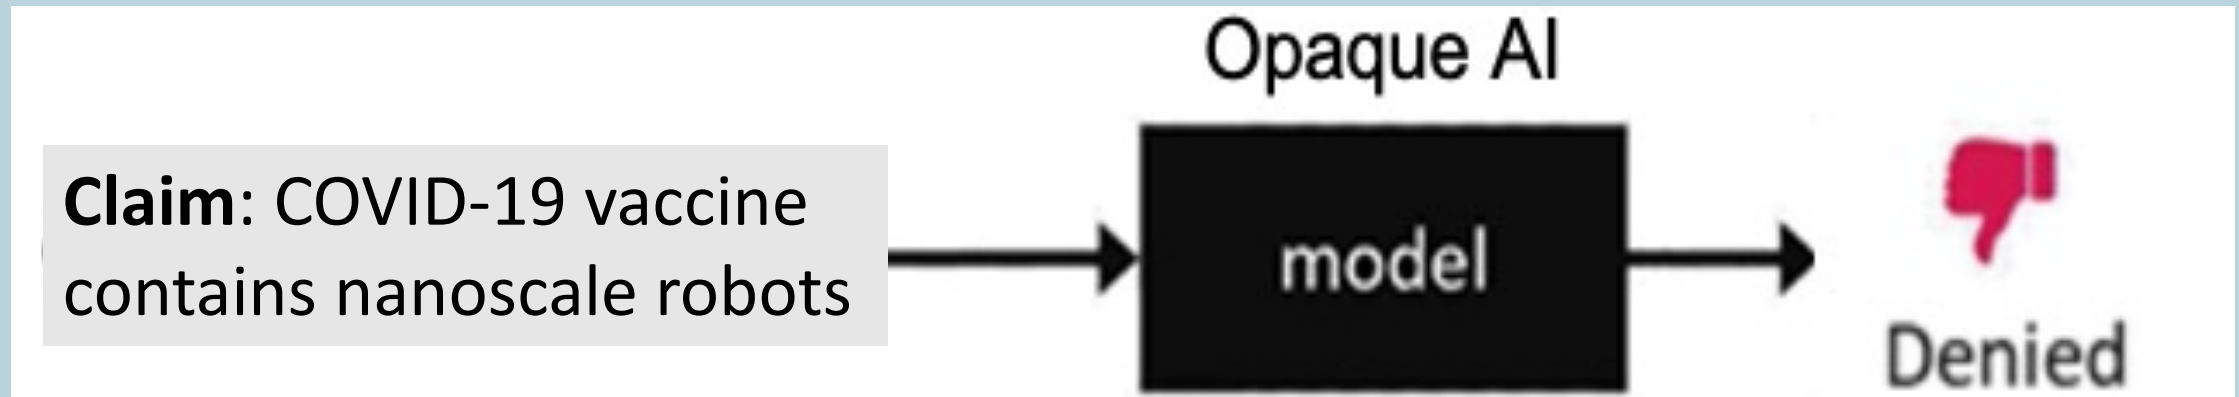 Opaque AI
Claim: COVID-19 vaccine
contains nanoscale robots
model
Denied